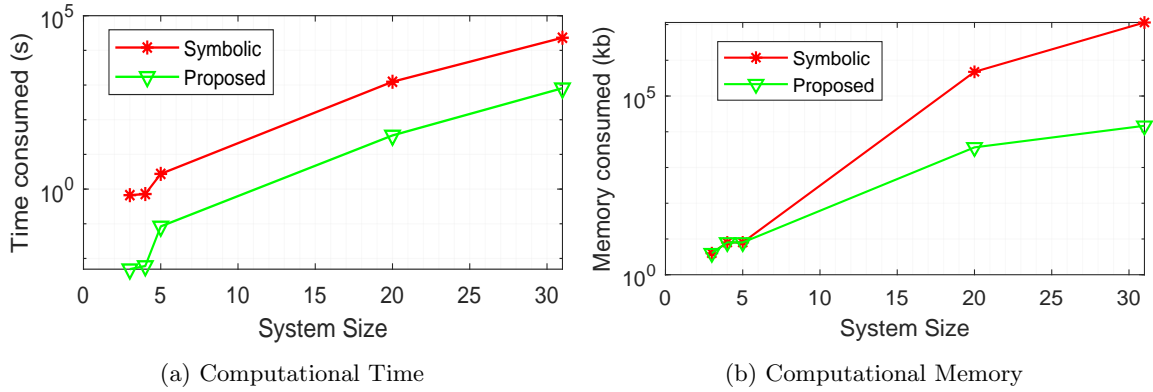 10^5
10^0
Time consumed (s)
Symbolic
Proposed
0 5 10 15 20 25 30
System Size
(a) Computational Time
10^5
10^0
Memory consumed (kb)
Symbolic
Proposed
0 5 10 15 20 25 30
System Size
(b) Computational Memory